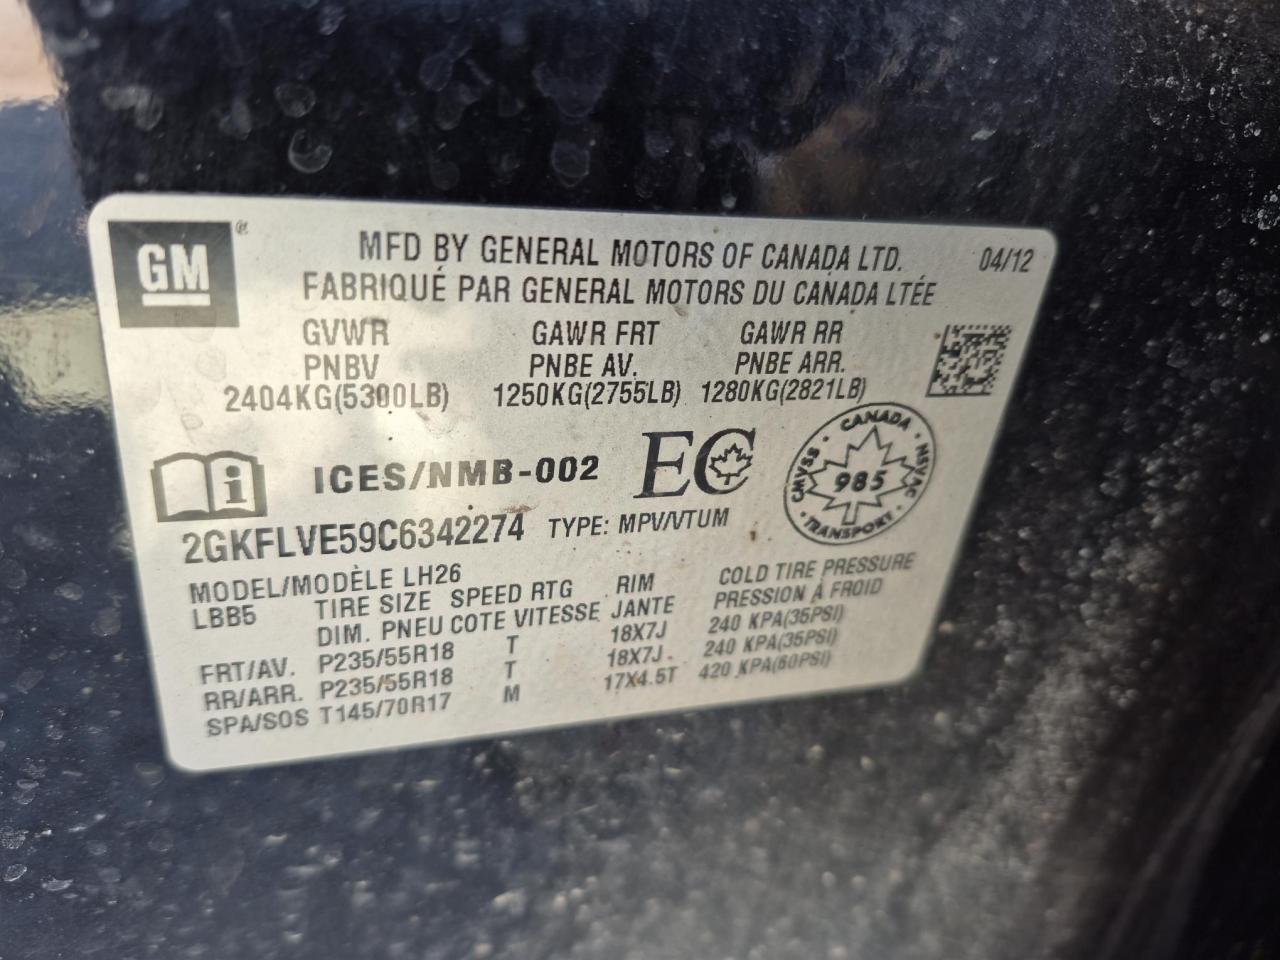 GM ®
MFD BY GENERAL MOTORS OF CANADA LTD. 04/12
FABRIQUÉ PAR GENERAL MOTORS DU CANADA LTÉE
GVWR GAWR FRT GAWR RR
PNBV PNBE AV. PNBE ARR.
2404KG(5300LB) 1250KG(2755LB) 1280KG(2821LB)
i ICES/NMB-002 EC
CANADA
CMVSS 985 NSVAC
TRANSPORT
2GKFLVE59C6342274 TYPE: MPV/VTUM
MODEL/MODÈLE LH26
LBB5 TIRE SIZE SPEED RTG RIM COLD TIRE PRESSURE
DIM. PNEU COTE VITESSE JANTE PRESSION À FROID
FRT/AV. P235/55R18 T 18X7J 240 KPA(35PSI)
RR/ARR. P235/55R18 T 18X7J 240 KPA(35PSI)
SPA/SOS T145/70R17 M 17X4.5T 420 KPA(60PSI)